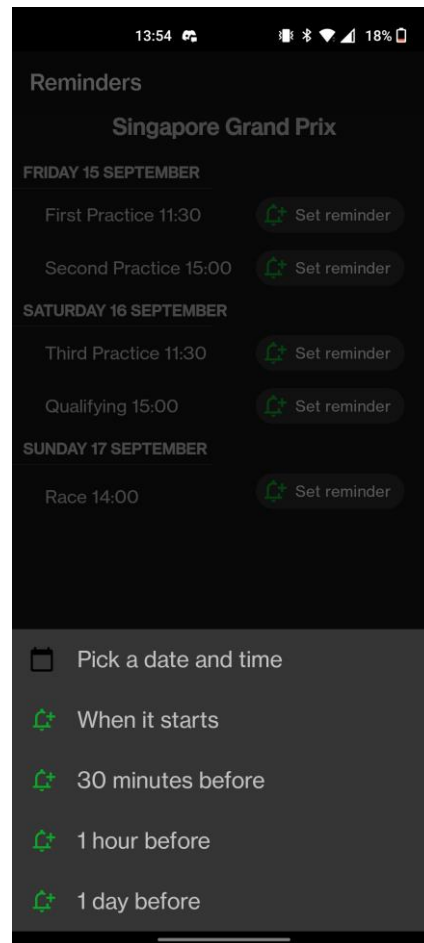 13:54 18%
Reminders
Singapore Grand Prix
FRIDAY 15 SEPTEMBER
First Practice 11:30 Set reminder
Second Practice 15:00 Set reminder
SATURDAY 16 SEPTEMBER
Third Practice 11:30 Set reminder
Qualifying 15:00 Set reminder
SUNDAY 17 SEPTEMBER
Race 14:00 Set reminder
Pick a date and time
When it starts
30 minutes before
1 hour before
1 day before